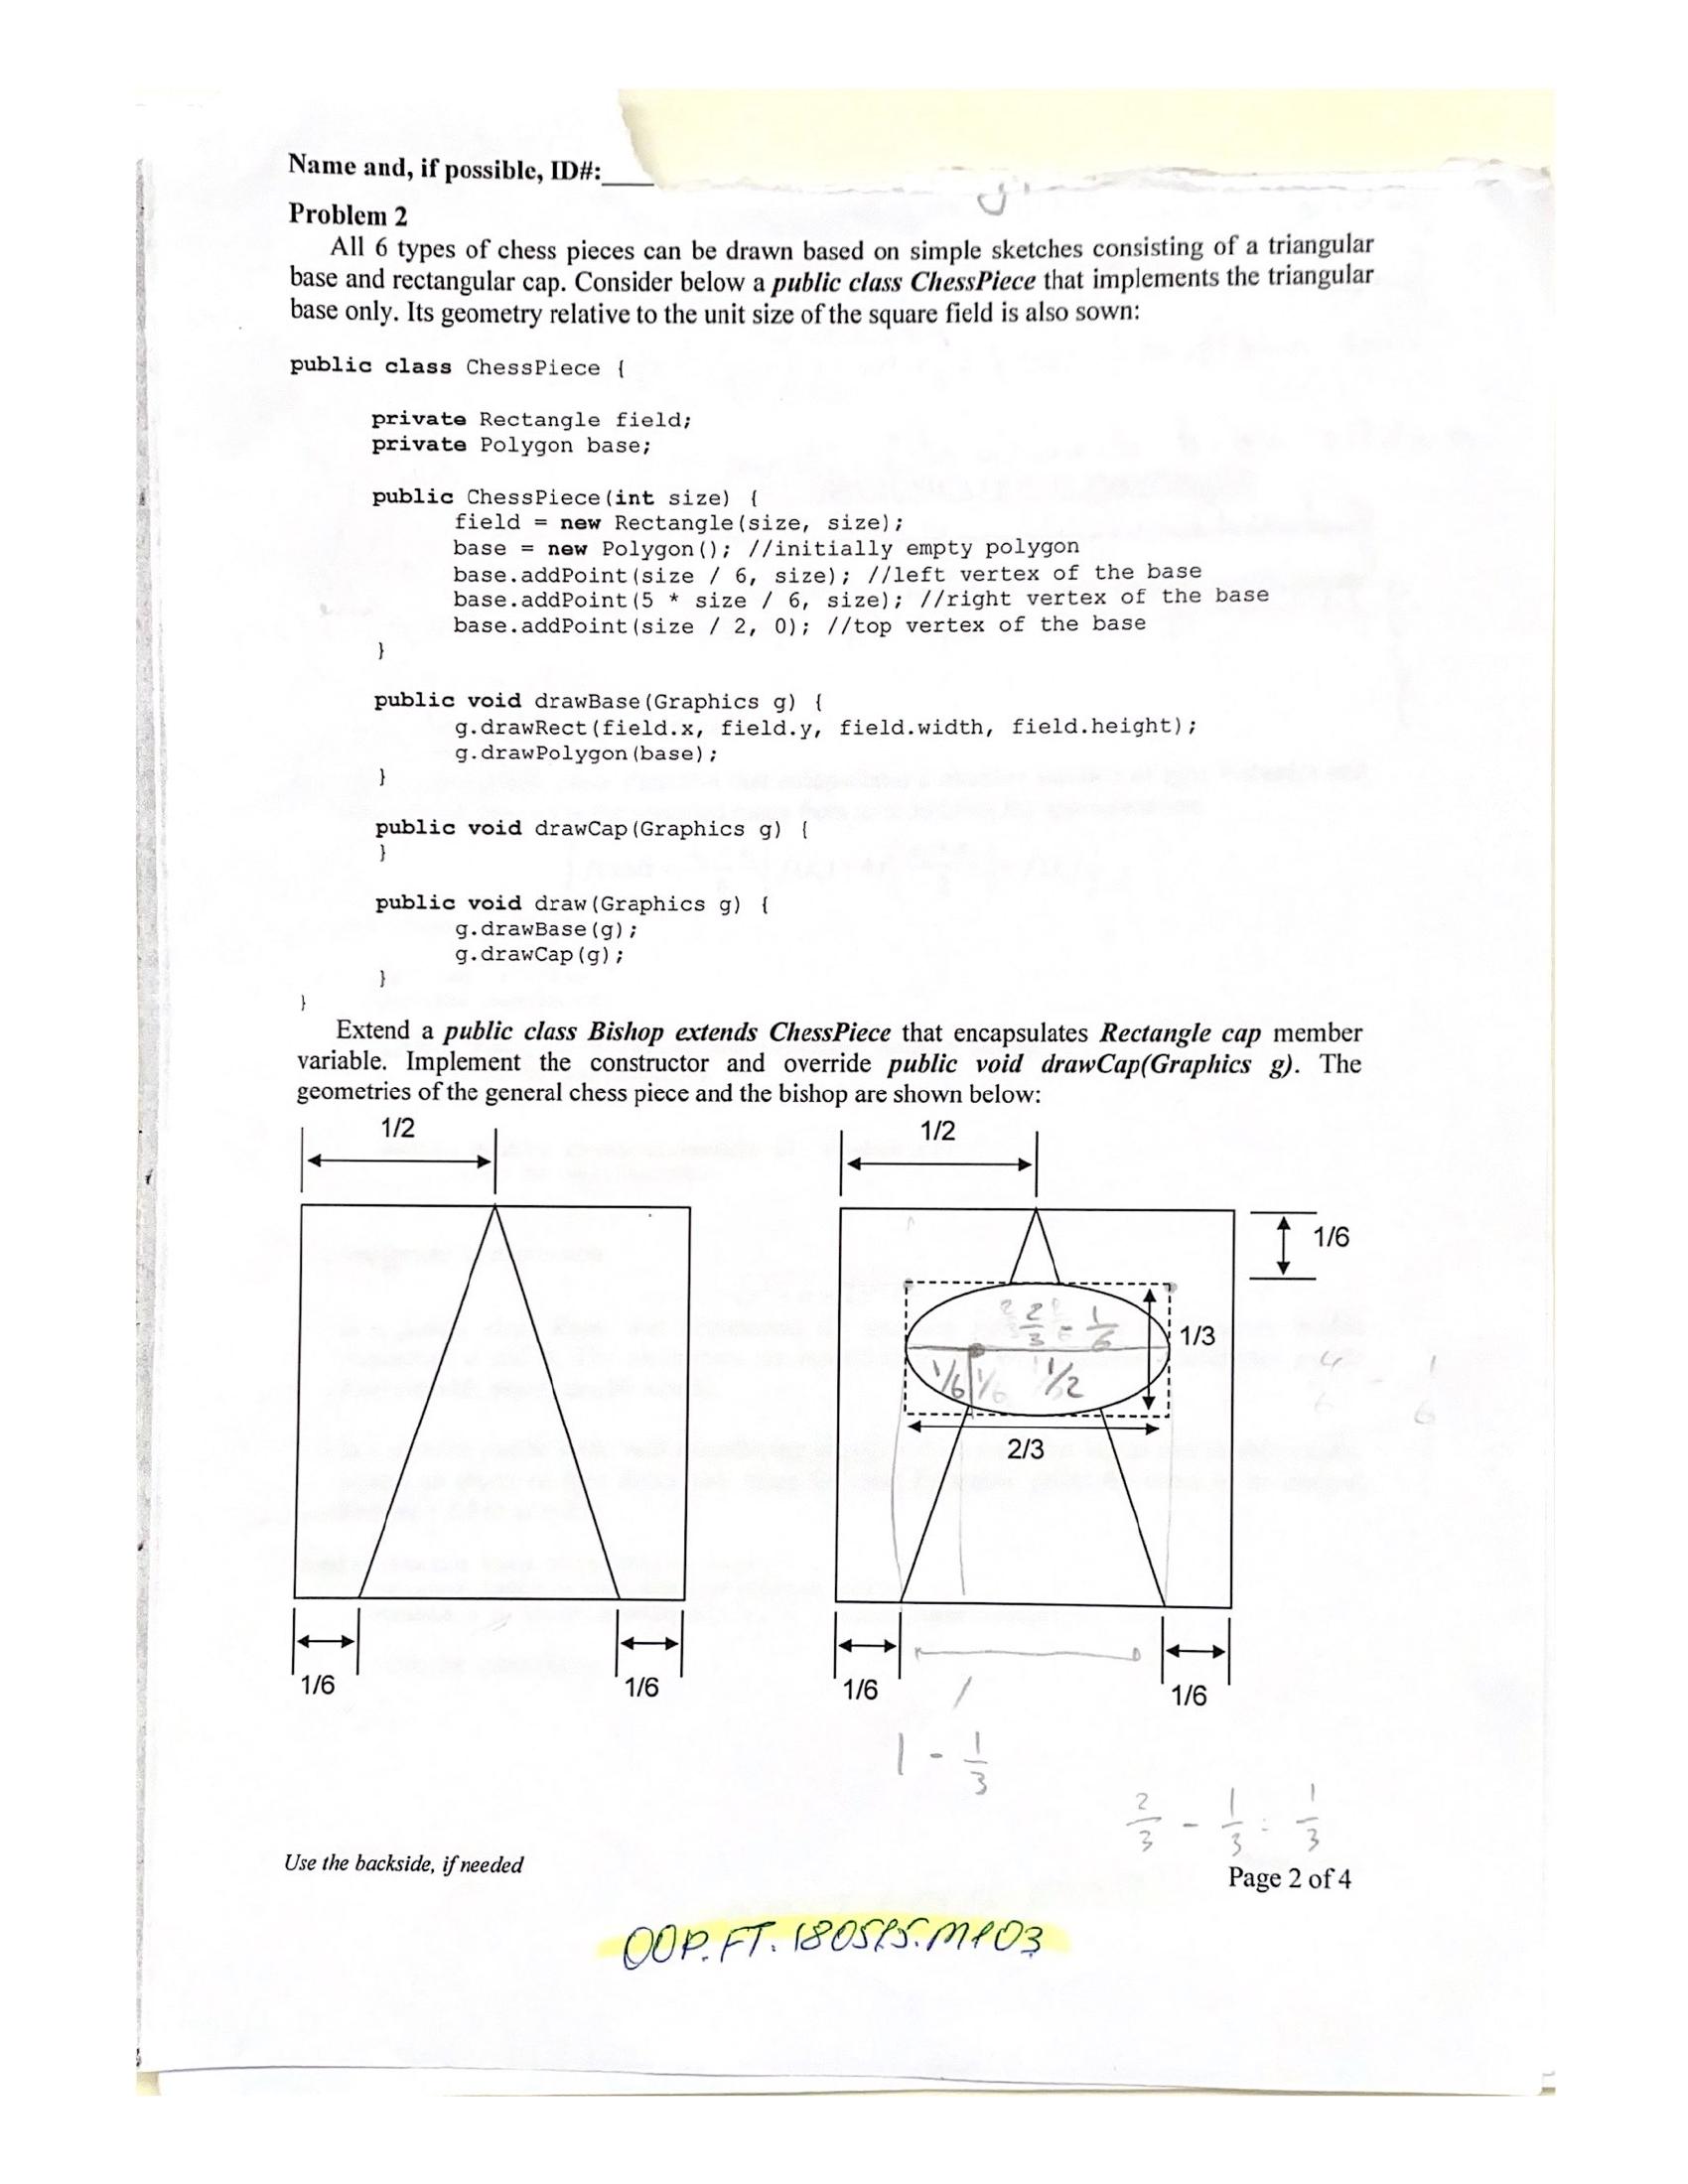 Name and, if possible, ID#:
Problem 2
All 6 types of chess pieces can be drawn based on simple sketches consisting of a triangular
base and rectangular cap. Consider below a public class ChessPiece that implements the triangular
base only. Its geometry relative to the unit size of the square field is also sown:
public class ChessPiece {
private Rectangle field;
private Polygon base;
public ChessPiece(int size) {
field = new Rectangle(size, size);
base = new Polygon(); //initially empty polygon
base.addPoint(size / 6, size); //left vertex of the base
base.addPoint(5 * size / 6, size); //right vertex of the base
base.addPoint(size / 2, 0); //top vertex of the base
}
public void drawBase(Graphics g) {
g.drawRect(field.x, field.y, field.width, field.height);
g.drawPolygon(base);
}
public void drawCap(Graphics g) {
}
public void draw(Graphics g) {
g.drawBase(g);
g.drawCap(g);
}
}
Extend a public class Bishop extends ChessPiece that encapsulates Rectangle cap member
variable. Implement the constructor and override public void drawCap(Graphics g). The
geometries of the general chess piece and the bishop are shown below:
1/2 1/2
1/6
2/3 - 1/6
1/3
1/6 1/6 1/2
2/3
1/6 1/6 1/6 1/6
1 - 1/3
2/3 - 1/3 = 1/3
Use the backside, if needed
Page 2 of 4